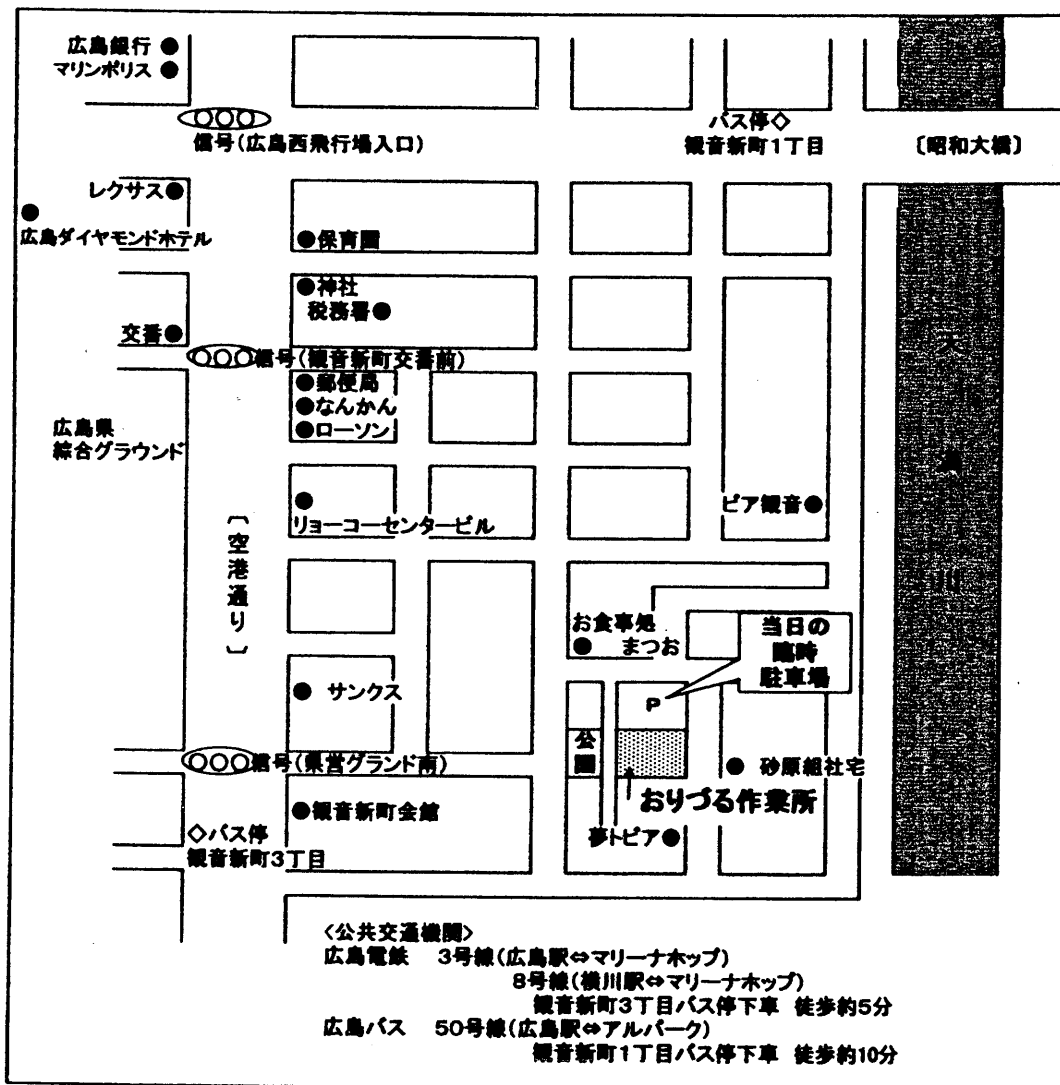 広島銀行●
マリンポリス●
信号(広島西飛行場入口)
バス停◇
観音新町1丁目
〔昭和大橋〕
レクサス●
●
広島ダイヤモンドホテル
●保育園
●神社
税務署●
交番●
信号(観音新町交番前)
●郵便局
●なんかん
●ローソン
広島県
綜合グラウンド
天
満
川
ピア観音●
●
リョーコーセンタービル
〔空港通り〕
お食事処
● まつお
当日の
臨時
駐車場
● サンクス
P
公園
信号(県営グランド南)
● 砂原組社宅
おりづる作業所
●観音新町会館
◇バス停
観音新町3丁目
夢トピア●
<公共交通機関>
広島電鉄 3号線(広島駅⇔マリーナホップ)
8号線(横川駅⇔マリーナホップ)
観音新町3丁目バス停下車 徒歩約5分
広島バス 50号線(広島駅⇔アルパーク)
観音新町1丁目バス停下車 徒歩約10分